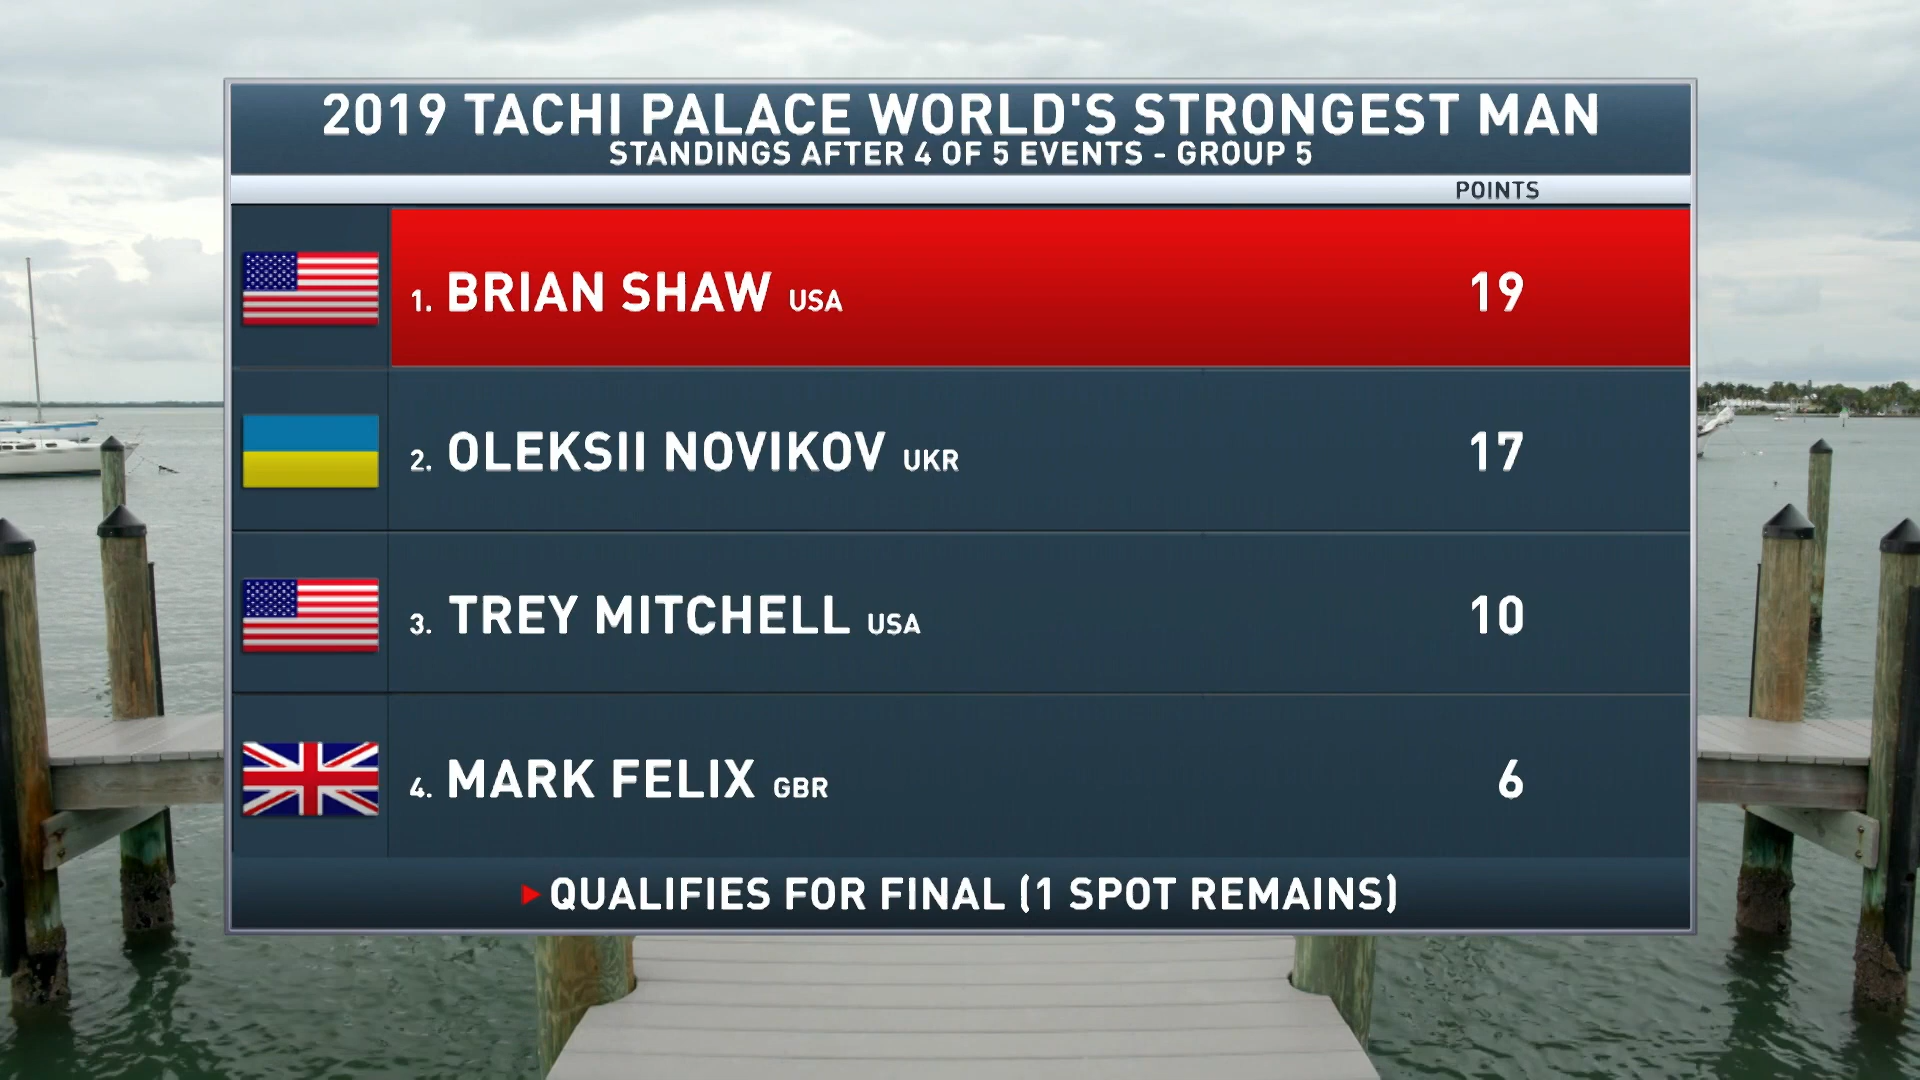 2019 TACHI PALACE WORLD'S STRONGEST MAN
STANDINGS AFTER 4 OF 5 EVENTS - GROUP 5
POINTS
1. BRIAN SHAW USA 19
2. OLEKSII NOVIKOV UKR 17
3. TREY MITCHELL USA 10
4. MARK FELIX GBR 6
QUALIFIES FOR FINAL (1 SPOT REMAINS)